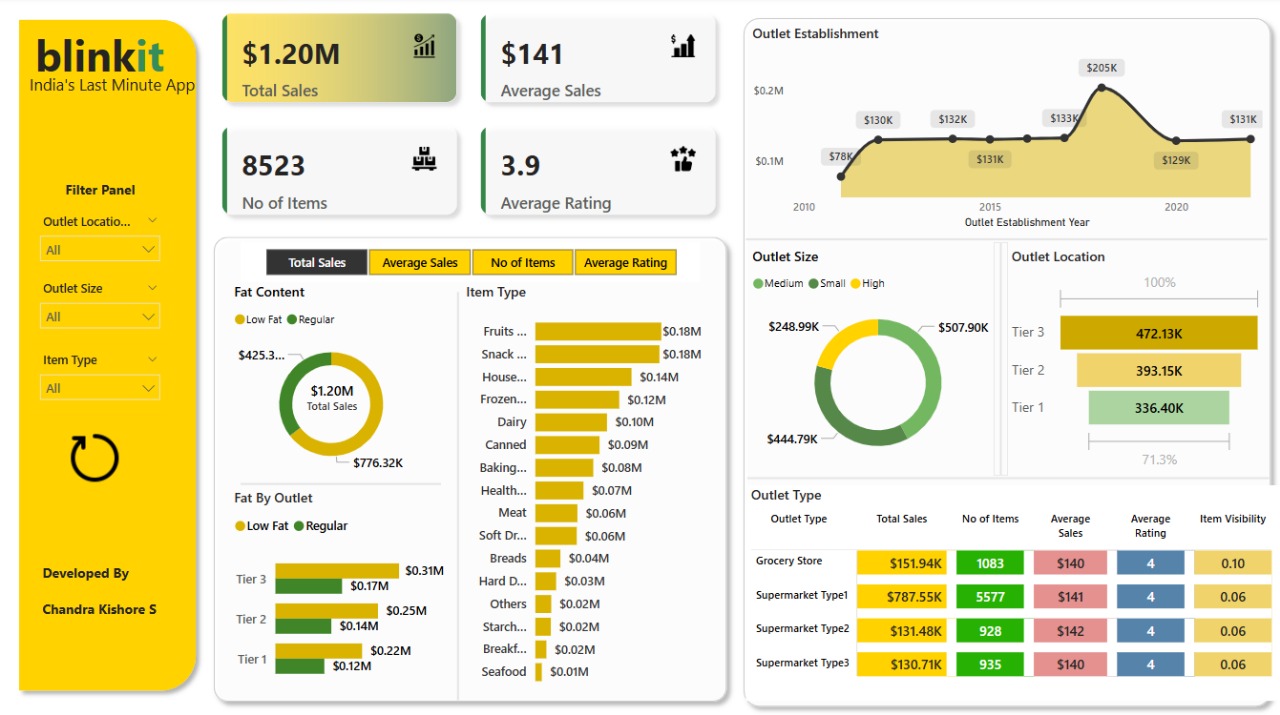 blinkit
India's Last Minute App
Filter Panel
Outlet Locatio...
All
Outlet Size
All
Item Type
All
Developed By
Chandra Kishore S
$1.20M
Total Sales
$141
Average Sales
8523
No of Items
3.9
Average Rating
Total Sales
Average Sales
No of Items
Average Rating
Fat Content
Low Fat
Regular
$425.3...
$1.20M
Total Sales
$776.32K
Fat By Outlet
Low Fat
Regular
Tier 3
$0.31M
$0.17M
Tier 2
$0.25M
$0.14M
Tier 1
$0.22M
$0.12M
Item Type
Fruits ...
$0.18M
Snack ...
$0.18M
House...
$0.14M
Frozen...
$0.12M
Dairy
$0.10M
Canned
$0.09M
Baking...
$0.08M
Health...
$0.07M
Meat
$0.06M
Soft Dr...
$0.06M
Breads
$0.04M
Hard D...
$0.03M
Others
$0.02M
Starch...
$0.02M
Breakf...
$0.02M
Seafood
$0.01M
Outlet Establishment
$0.2M
$0.1M
$78K
$130K
$132K
$131K
$133K
$205K
$129K
$131K
2010
2015
2020
Outlet Establishment Year
Outlet Size
Medium
Small
High
$248.99K
$507.90K
$444.79K
Outlet Location
100%
Tier 3
472.13K
Tier 2
393.15K
Tier 1
336.40K
71.3%
Outlet Type
Outlet Type Total Sales No of Items Average Sales Average Rating Item Visibility
Grocery Store $151.94K 1083 $140 4 0.10
Supermarket Type1 $787.55K 5577 $141 4 0.06
Supermarket Type2 $131.48K 928 $142 4 0.06
Supermarket Type3 $130.71K 935 $140 4 0.06